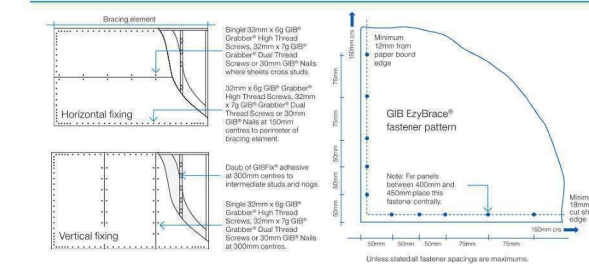 Bracing element
Single 32mm x 6g GIB®
Grabber® High Thread
Screws, 32mm x 7g GIB®
Grabber® Dual Thread
Screws or 30mm GIB® Nails
where sheets cross studs.
32mm x 6g GIB® Grabber®
High Thread Screws, 32mm
x 7g GIB® Grabber® Dual
Thread Screws or 30mm
GIB® Nails at 150mm
centres to perimeter of
bracing element.
Horizontal fixing
Daub of GIBFix® adhesive
at 300mm centres to
intermediate studs and nogs.
Single 32mm x 6g GIB®
Grabber® High Thread
Screws, 32mm x 7g GIB®
Grabber® Dual Thread
Screws or 30mm GIB® Nails
at 300mm centres.
Vertical fixing
150mm crs
Minimum
12mm from
paper bound
edge
75mm
75mm
50mm
50mm
50mm
GIB EzyBrace®
fastener pattern
Note: For panels
between 400mm and
450mm place this
fastener centrally.
Minim
18mm
cut sh
edge
150mm crs
50mm 50mm 50mm 75mm 75mm
Unless stated all fastener spacings are maximums.